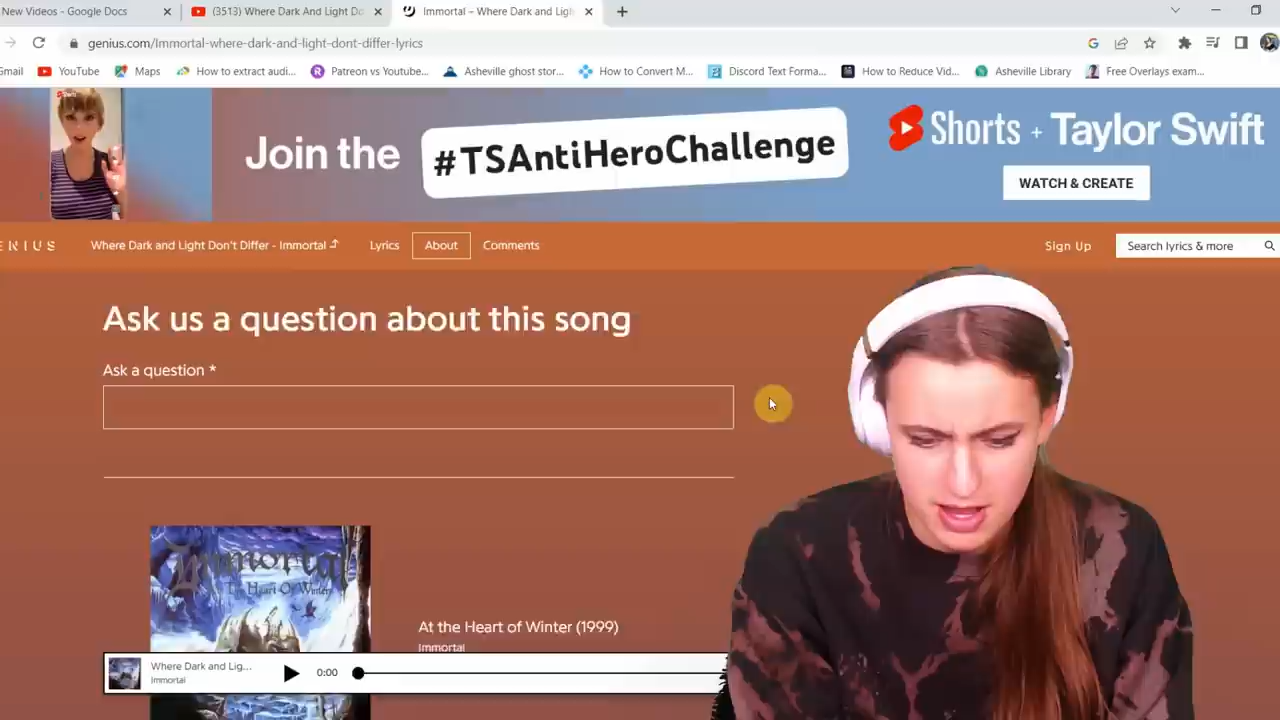 New Videos - Google Docs
(3513) Where Dark And Light Do
Immortal – Where Dark and Ligh
genius.com/Immortal-where-dark-and-light-dont-differ-lyrics
Gmail
YouTube
Maps
How to extract audi...
Patreon vs Youtube...
Asheville ghost stor...
How to Convert M...
Discord Text Forma...
How to Reduce Vid...
Asheville Library
Free Overlays exam...
Join the #TSAntiHeroChallenge
Shorts + Taylor Swift
WATCH & CREATE
ENIUS
Where Dark and Light Don't Differ - Immortal
Lyrics
About
Comments
Sign Up
Search lyrics & more
Ask us a question about this song
Ask a question *
Immortal
At the Heart of Winter (1999)
Immortal
Where Dark and Lig...
Immortal
0:00